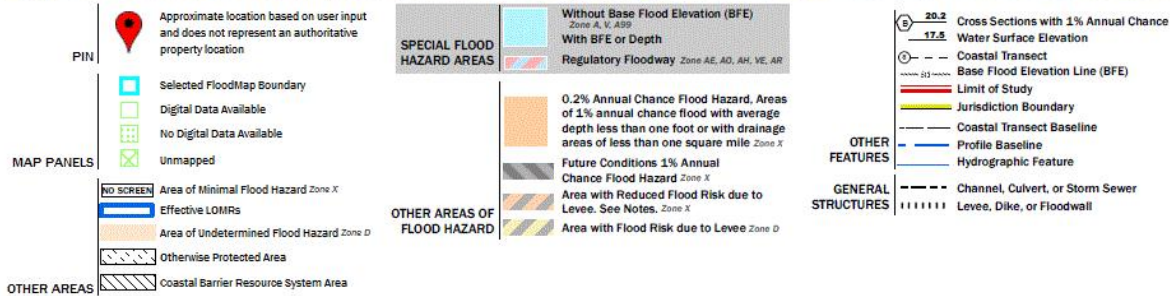 PIN
Approximate location based on user input
and does not represent an authoritative
property location
MAP PANELS
Selected FloodMap Boundary
Digital Data Available
No Digital Data Available
Unmapped
OTHER AREAS
NO SCREEN Area of Minimal Flood Hazard Zone X
Effective LOMRs
Area of Undetermined Flood Hazard Zone D
Otherwise Protected Area
Coastal Barrier Resource System Area
SPECIAL FLOOD
HAZARD AREAS
Without Base Flood Elevation (BFE)
Zone A, V, A99
With BFE or Depth
Regulatory Floodway Zone AE, AO, AH, VE, AR
OTHER AREAS OF
FLOOD HAZARD
0.2% Annual Chance Flood Hazard, Areas
of 1% annual chance flood with average
depth less than one foot or with drainage
areas of less than one square mile Zone X
Future Conditions 1% Annual
Chance Flood Hazard Zone X
Area with Reduced Flood Risk due to
Levee. See Notes. Zone X
Area with Flood Risk due to Levee Zone D
OTHER
FEATURES
B 20.2 Cross Sections with 1% Annual Chance
17.5 Water Surface Elevation
Coastal Transect
513 Base Flood Elevation Line (BFE)
Limit of Study
Jurisdiction Boundary
Coastal Transect Baseline
Profile Baseline
Hydrographic Feature
GENERAL
STRUCTURES
Channel, Culvert, or Storm Sewer
Levee, Dike, or Floodwall